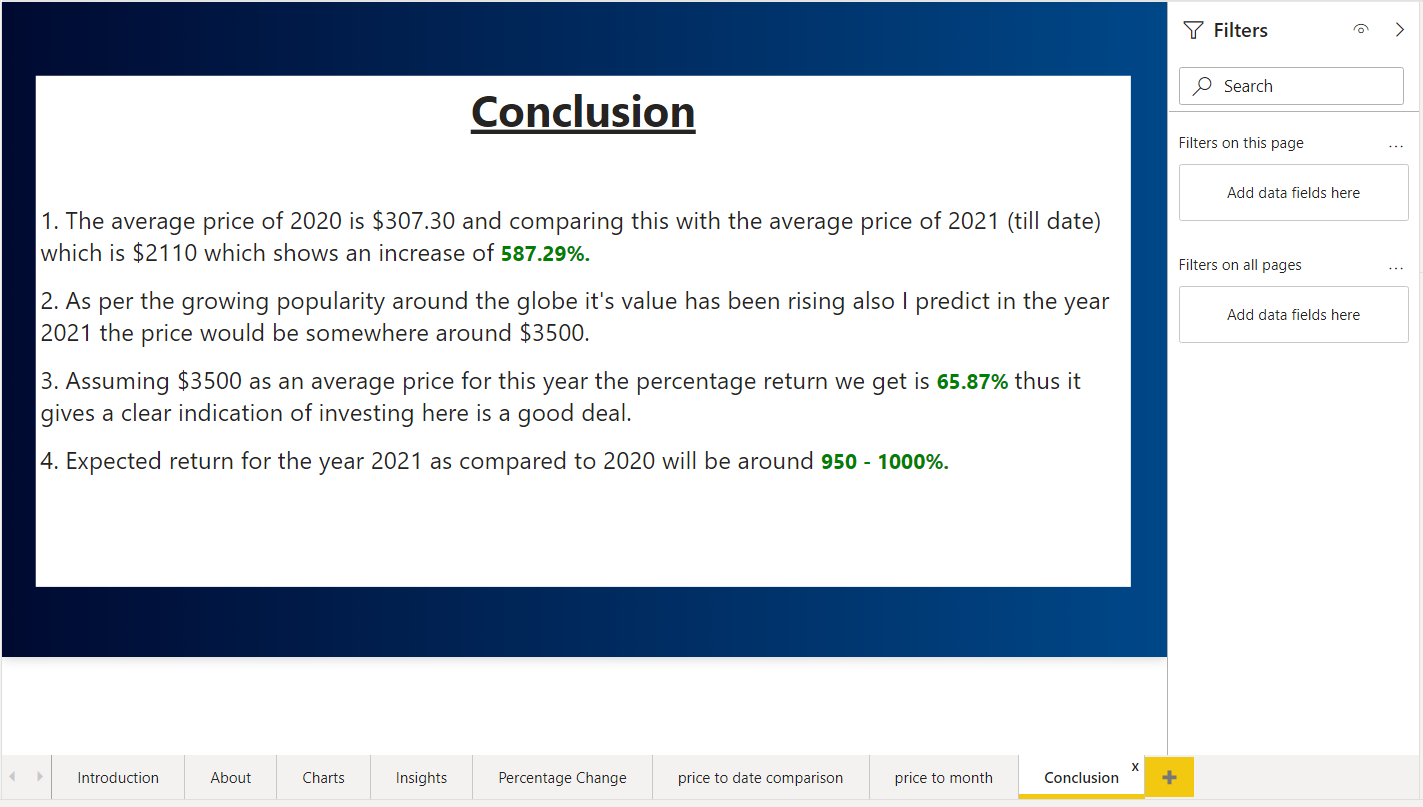 Conclusion
1. The average price of 2020 is $307.30 and comparing this with the average price of 2021 (till date)
which is $2110 which shows an increase of 587.29%.
2. As per the growing popularity around the globe it's value has been rising also I predict in the year
2021 the price would be somewhere around $3500.
3. Assuming $3500 as an average price for this year the percentage return we get is 65.87% thus it
gives a clear indication of investing here is a good deal.
4. Expected return for the year 2021 as compared to 2020 will be around 950 - 1000%.
Filters
Search
Filters on this page
...
Add data fields here
Filters on all pages
...
Add data fields here
Introduction
About
Charts
Insights
Percentage Change
price to date comparison
price to month
Conclusion
x
+